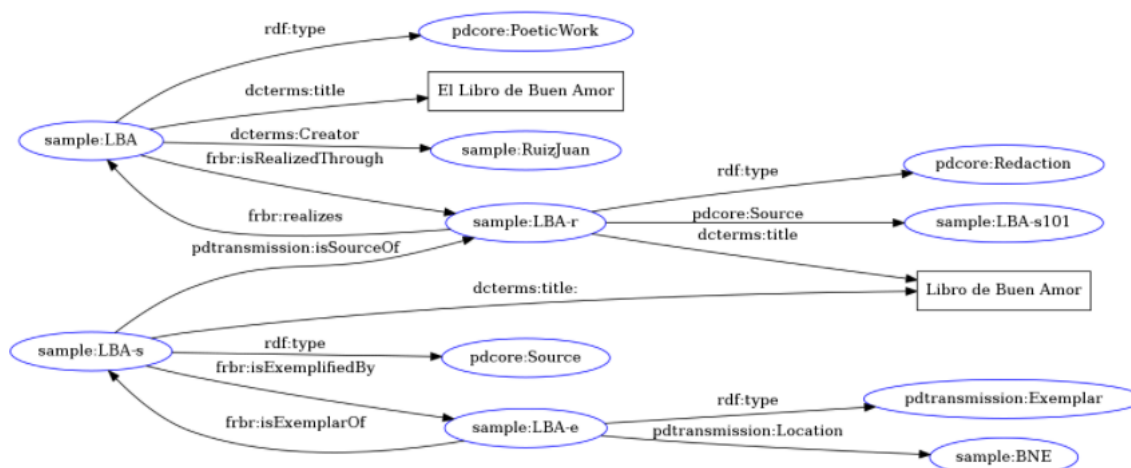 rdf:type
pdcore:PoeticWork
dcterms:title
El Libro de Buen Amor
sample:LBA
dcterms:Creator
sample:RuizJuan
frbr:isRealizedThrough
rdf:type
pdcore:Redaction
frbr:realizes
sample:LBA-r
pdcore:Source
sample:LBA-s101
pdtransmission:isSourceOf
dcterms:title
dcterms:title:
Libro de Buen Amor
sample:LBA-s
rdf:type
pdcore:Source
frbr:isExemplifiedBy
rdf:type
pdtransmission:Exemplar
frbr:isExemplarOf
sample:LBA-e
pdtransmission:Location
sample:BNE